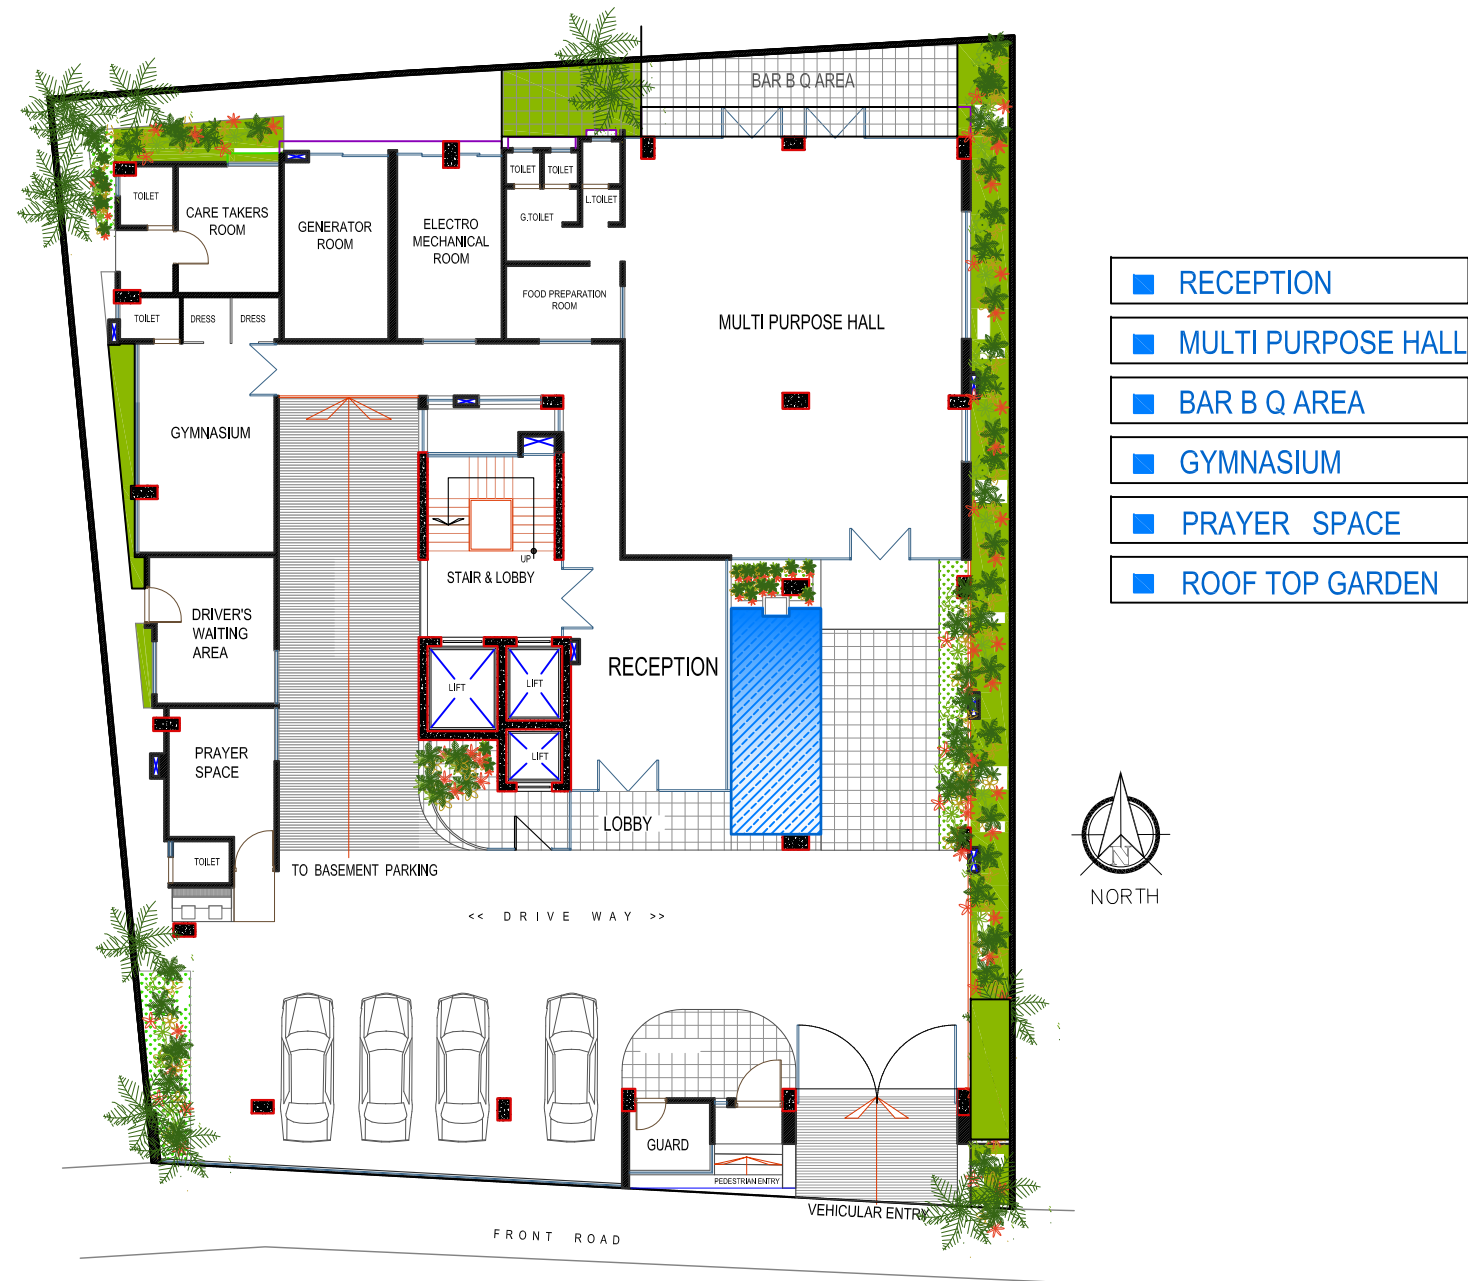 BAR B Q AREA
TOILET
TOILET
TOILET
L.TOILET
G.TOILET
TOILET
CARE TAKERS
ROOM
GENERATOR
ROOM
ELECTRO
MECHANICAL
ROOM
FOOD PREPARATION
ROOM
MULTI PURPOSE HALL
TOILET
DRESS
DRESS
GYMNASIUM
UP
STAIR & LOBBY
DRIVER'S
WAITING
AREA
RECEPTION
LIFT
LIFT
LIFT
PRAYER
SPACE
LOBBY
TOILET
TO BASEMENT PARKING
<< DRIVE WAY >>
GUARD
PEDESTRIAN ENTRY
VEHICULAR ENTRY
FRONT ROAD
RECEPTION
MULTI PURPOSE HALL
BAR B Q AREA
GYMNASIUM
PRAYER SPACE
ROOF TOP GARDEN
N
NORTH